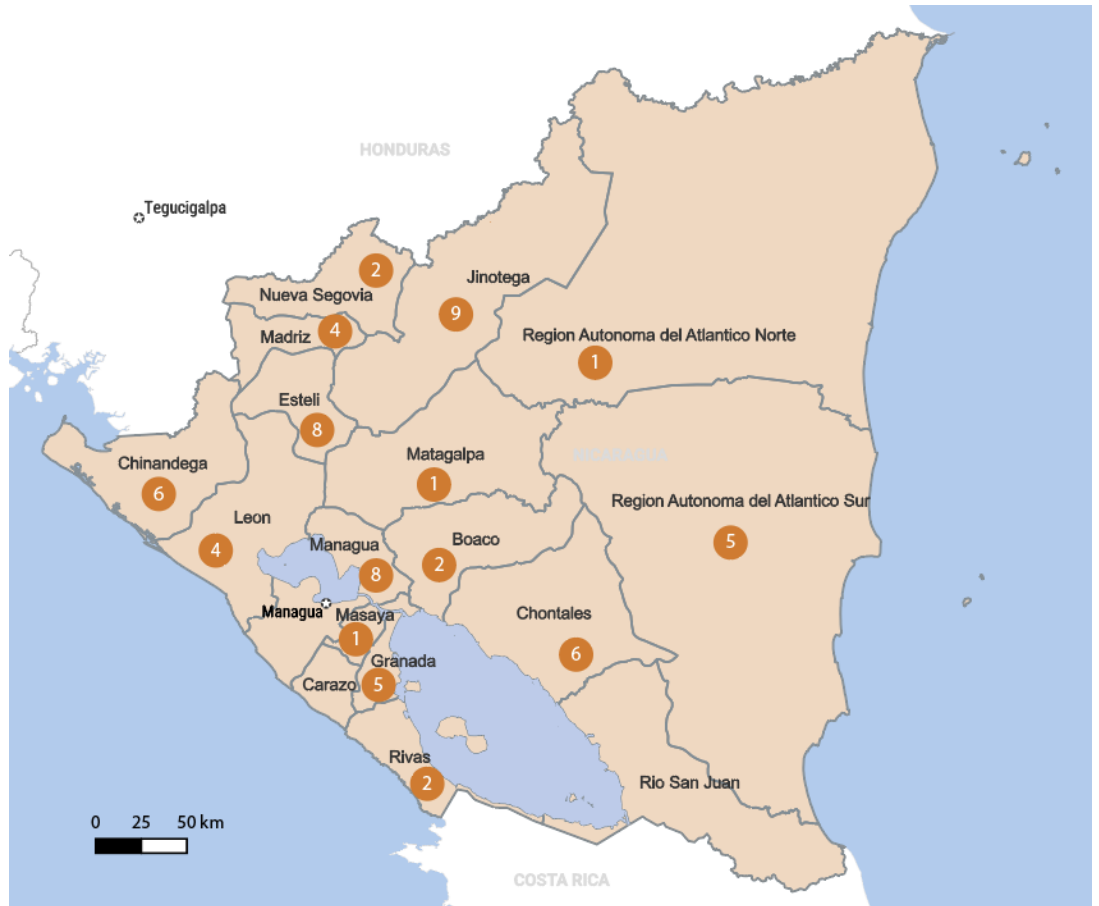 HONDURAS
Tegucigalpa
2
Jinotega
Nueva Segovia
9
4
Madriz
Region Autonoma del Atlantico Norte
1
Esteli
8
Matagalpa
NICARAGUA
Chinandega
1
6
Region Autonoma del Atlantico Sur
Leon
5
Managua
Boaco
4
2
8
Managua
Masaya
Chontales
1
6
Granada
Carazo
5
Rivas
2
Rio San Juan
0 25 50 km
COSTA RICA